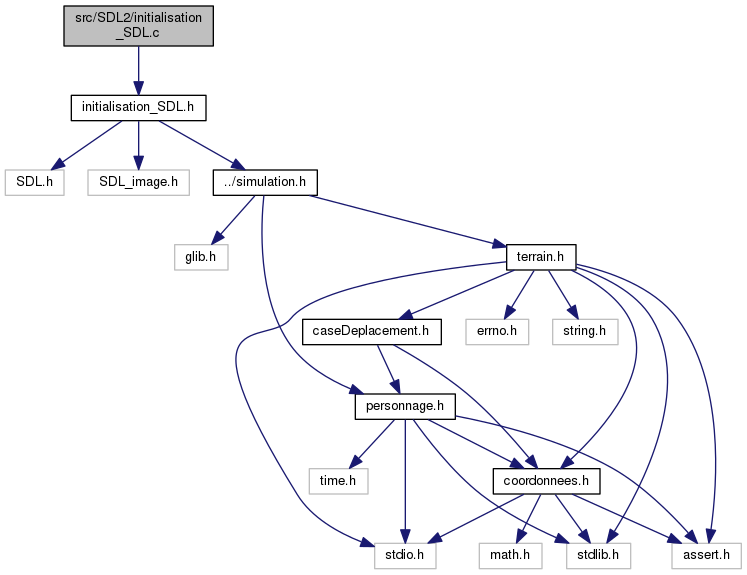 src/SDL2/initialisation
_SDL.c
initialisation_SDL.h
SDL.h
SDL_image.h
../simulation.h
glib.h
terrain.h
caseDeplacement.h
errno.h
string.h
personnage.h
time.h
coordonnees.h
stdio.h
math.h
stdlib.h
assert.h